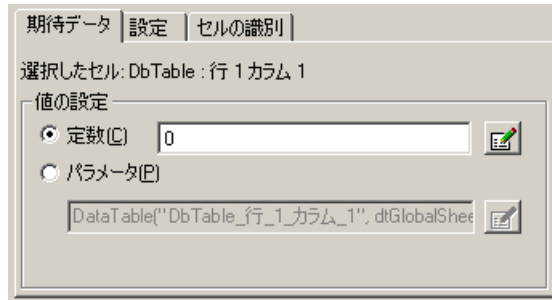 期待データ 設定 セルの識別
選択したセル: DbTable : 行 1 カラム 1
値の設定
定数(C) 0
パラメータ(P)
DataTable("DbTable_行_1_カラム_1", dtGlobalShee